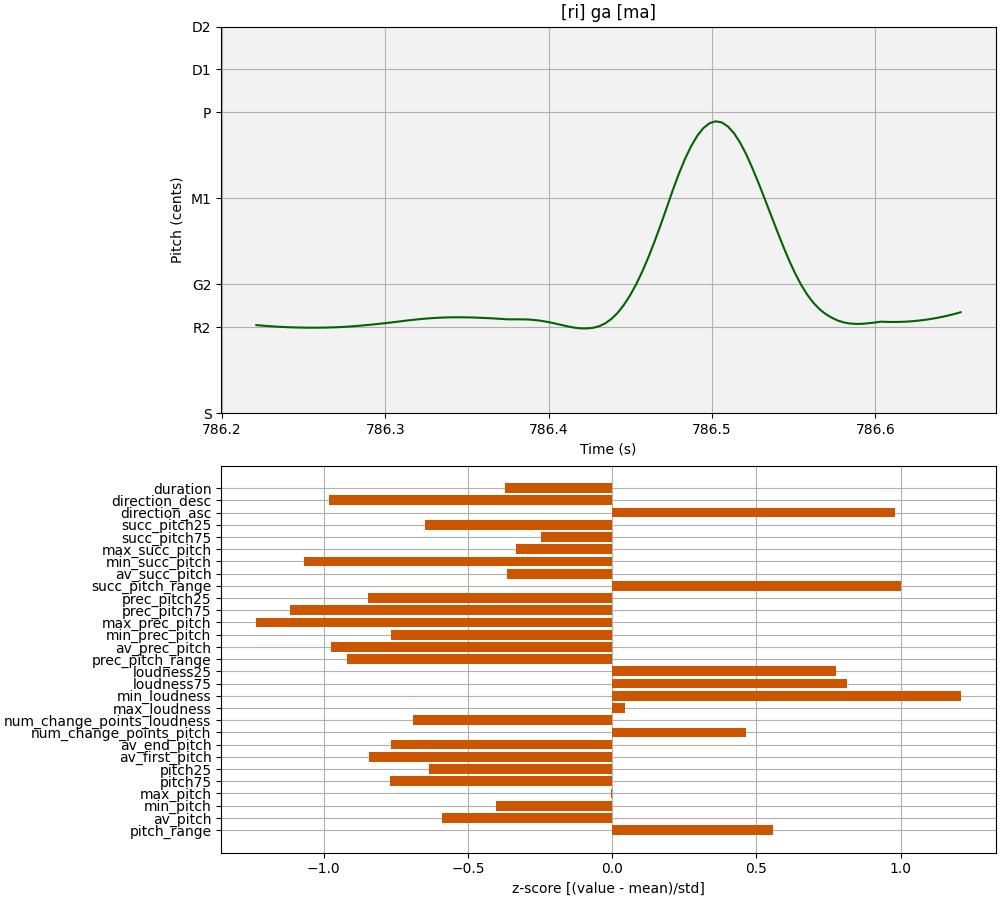 [ri] ga [ma]
D2
D1
P
M1
G2
R2
S
Pitch (cents)
786.2 786.3 786.4 786.5 786.6
Time (s)
duration
direction_desc
direction_asc
succ_pitch25
succ_pitch75
max_succ_pitch
min_succ_pitch
av_succ_pitch
succ_pitch_range
prec_pitch25
prec_pitch75
max_prec_pitch
min_prec_pitch
av_prec_pitch
prec_pitch_range
loudness25
loudness75
min_loudness
max_loudness
num_change_points_loudness
num_change_points_pitch
av_end_pitch
av_first_pitch
pitch25
pitch75
max_pitch
min_pitch
av_pitch
pitch_range
−1.0 −0.5 0.0 0.5 1.0
z-score [(value - mean)/std]